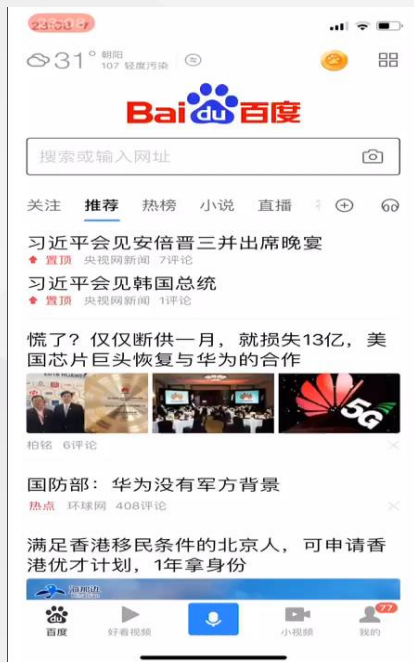 23:08
31°
朝阳
107 轻度污染
Bai du 百度
搜索或输入网址
关注 推荐 热榜 小说 直播
习近平会见安倍晋三并出席晚宴
置顶 央视网新闻 7评论
习近平会见韩国总统
置顶 央视网新闻 1评论
慌了？仅仅断供一月，就损失13亿，美
国芯片巨头恢复与华为的合作
5G
柏铭 6评论
国防部：华为没有军方背景
热点 环球网 408评论
满足香港移民条件的北京人，可申请香
港优才计划，1年拿身份
77
du
百度 好看视频 小视频 我的